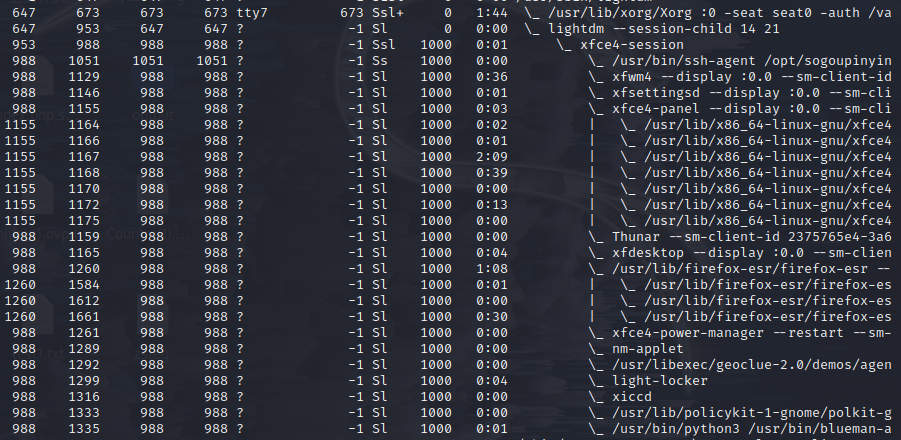 647 673 673 673 tty7 673 Ssl+ 0 1:44 \_ /usr/lib/xorg/Xorg :0 -seat seat0 -auth /va
647 953 647 647 ? -1 Sl 0 0:00 \_ lightdm --session-child 14 21
953 988 988 988 ? -1 Ssl 1000 0:01 \_ xfce4-session
988 1051 1051 1051 ? -1 Ss 1000 0:00 \_ /usr/bin/ssh-agent /opt/sogoupinyin
988 1129 988 988 ? -1 Sl 1000 0:36 \_ xfwm4 --display :0.0 --sm-client-id
988 1146 988 988 ? -1 Sl 1000 0:01 \_ xfsettingsd --display :0.0 --sm-cli
988 1155 988 988 ? -1 Sl 1000 0:03 \_ xfce4-panel --display :0.0 --sm-cli
1155 1164 988 988 ? -1 Sl 1000 0:02 | \_ /usr/lib/x86_64-linux-gnu/xfce4
1155 1166 988 988 ? -1 Sl 1000 0:01 | \_ /usr/lib/x86_64-linux-gnu/xfce4
1155 1167 988 988 ? -1 Sl 1000 2:09 | \_ /usr/lib/x86_64-linux-gnu/xfce4
1155 1168 988 988 ? -1 Sl 1000 0:39 | \_ /usr/lib/x86_64-linux-gnu/xfce4
1155 1170 988 988 ? -1 Sl 1000 0:00 | \_ /usr/lib/x86_64-linux-gnu/xfce4
1155 1172 988 988 ? -1 Sl 1000 0:13 | \_ /usr/lib/x86_64-linux-gnu/xfce4
1155 1175 988 988 ? -1 Sl 1000 0:00 | \_ /usr/lib/x86_64-linux-gnu/xfce4
988 1159 988 988 ? -1 Sl 1000 0:00 \_ Thunar --sm-client-id 2375765e4-3a6
988 1165 988 988 ? -1 Sl 1000 0:04 \_ xfdesktop --display :0.0 --sm-clien
988 1260 988 988 ? -1 Sl 1000 1:08 \_ /usr/lib/firefox-esr/firefox-esr --
1260 1584 988 988 ? -1 Sl 1000 0:01 | \_ /usr/lib/firefox-esr/firefox-es
1260 1612 988 988 ? -1 Sl 1000 0:00 | \_ /usr/lib/firefox-esr/firefox-es
1260 1661 988 988 ? -1 Sl 1000 0:30 | \_ /usr/lib/firefox-esr/firefox-es
988 1261 988 988 ? -1 Sl 1000 0:00 \_ xfce4-power-manager --restart --sm-
988 1289 988 988 ? -1 Sl 1000 0:00 \_ nm-applet
988 1292 988 988 ? -1 Sl 1000 0:00 \_ /usr/libexec/geoclue-2.0/demos/agen
988 1299 988 988 ? -1 Sl 1000 0:04 \_ light-locker
988 1316 988 988 ? -1 Sl 1000 0:00 \_ xiccd
988 1333 988 988 ? -1 Sl 1000 0:00 \_ /usr/lib/policykit-1-gnome/polkit-g
988 1335 988 988 ? -1 Sl 1000 0:01 \_ /usr/bin/python3 /usr/bin/blueman-a